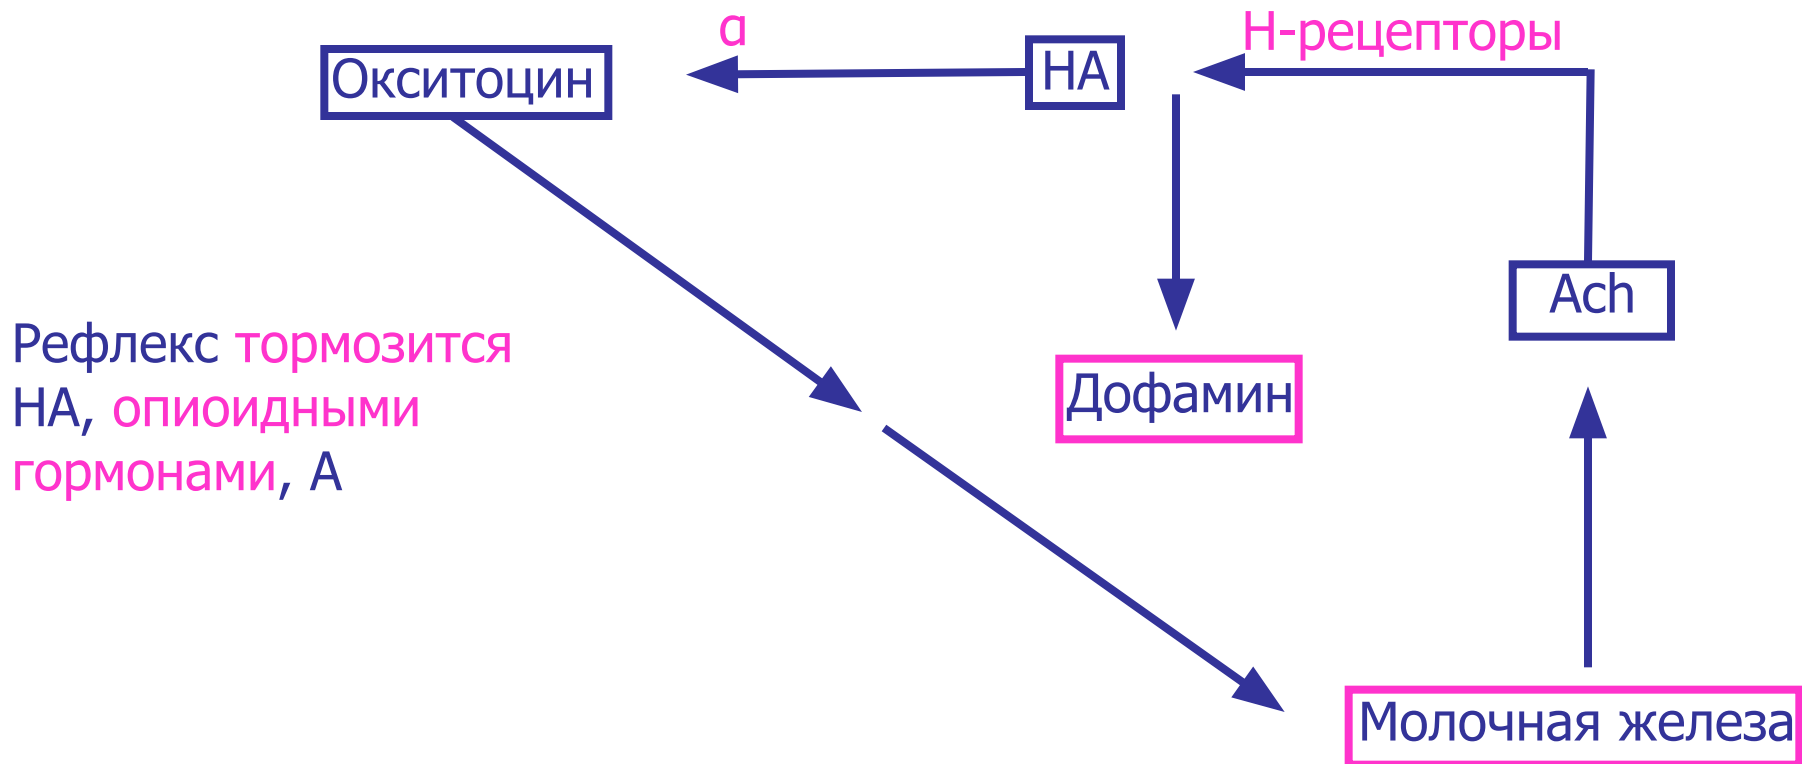 α
Н-рецепторы
Окситоцин
НА
Ach
Рефлекс тормозится
НА, опиоидными
гормонами, А
Дофамин
Молочная железа